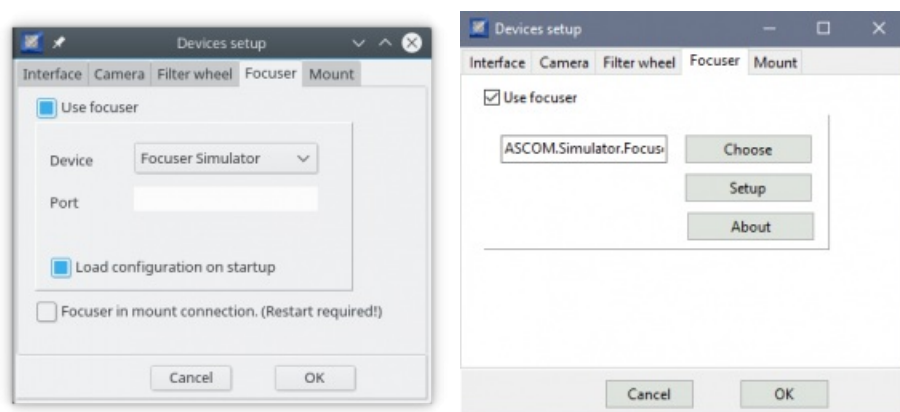 Devices setup
Interface Camera Filter wheel Focuser Mount
Use focuser
Device Focuser Simulator
Port
Load configuration on startup
Focuser in mount connection. (Restart required!)
Cancel OK
Devices setup
Interface Camera Filter wheel Focuser Mount
Use focuser
ASCOM.Simulator.Focus Choose
Setup
About
Cancel OK